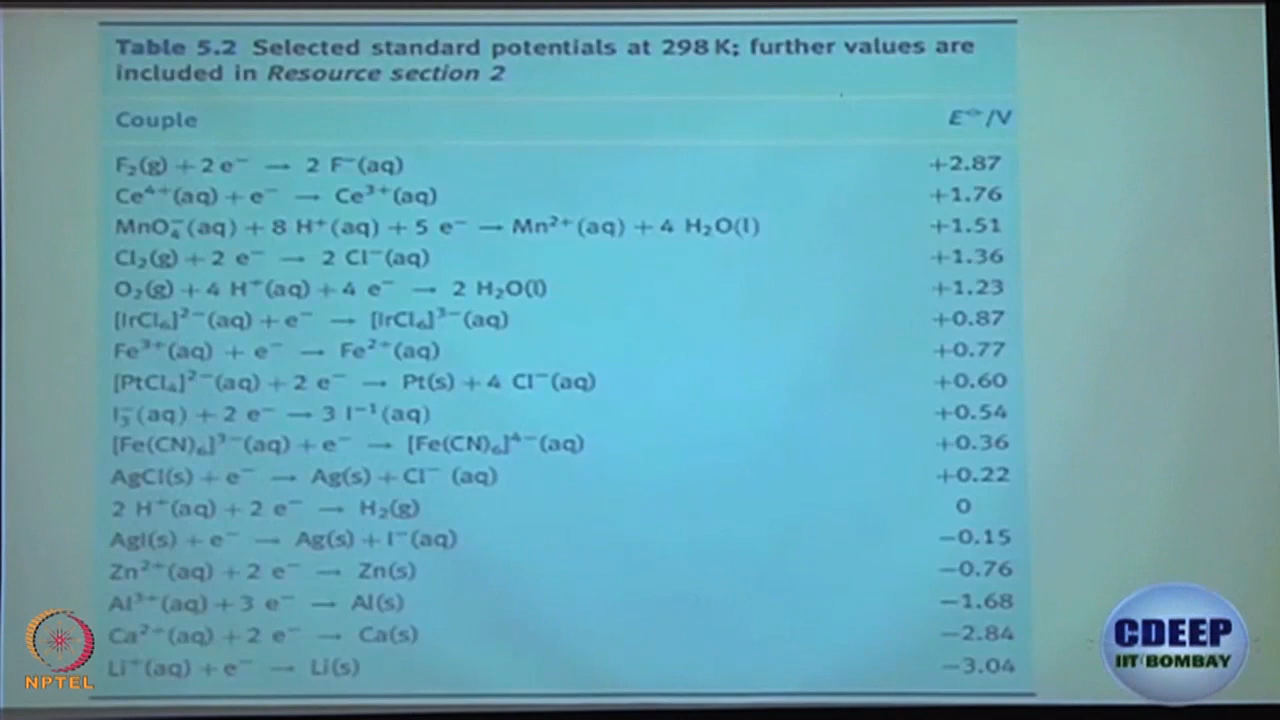 Table 5.2 Selected standard potentials at 298 K; further values are
included in Resource section 2
Couple E⦵/V
F₂(g) + 2 e⁻ → 2 F⁻(aq) +2.87
Ce⁴⁺(aq) + e⁻ → Ce³⁺(aq) +1.76
MnO₄⁻(aq) + 8 H⁺(aq) + 5 e⁻ → Mn²⁺(aq) + 4 H₂O(l) +1.51
Cl₂(g) + 2 e⁻ → 2 Cl⁻(aq) +1.36
O₂(g) + 4 H⁺(aq) + 4 e⁻ → 2 H₂O(l) +1.23
[IrCl₆]²⁻(aq) + e⁻ → [IrCl₆]³⁻(aq) +0.87
Fe³⁺(aq) + e⁻ → Fe²⁺(aq) +0.77
[PtCl₄]²⁻(aq) + 2 e⁻ → Pt(s) + 4 Cl⁻(aq) +0.60
I₃⁻(aq) + 2 e⁻ → 3 I⁻¹(aq) +0.54
[Fe(CN)₆]³⁻(aq) + e⁻ → [Fe(CN)₆]⁴⁻(aq) +0.36
AgCl(s) + e⁻ → Ag(s) + Cl⁻ (aq) +0.22
2 H⁺(aq) + 2 e⁻ → H₂(g) 0
AgI(s) + e⁻ → Ag(s) + I⁻(aq) −0.15
Zn²⁺(aq) + 2 e⁻ → Zn(s) −0.76
Al³⁺(aq) + 3 e⁻ → Al(s) −1.68
Ca²⁺(aq) + 2 e⁻ → Ca(s) −2.84
Li⁺(aq) + e⁻ → Li(s) −3.04
NPTEL
CDEEP
IIT BOMBAY